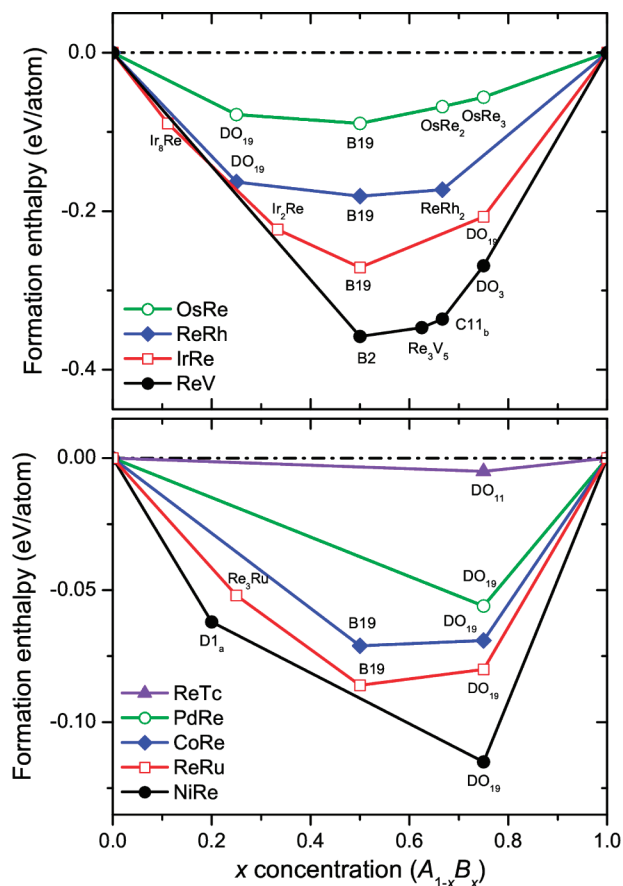 Formation enthalpy (eV/atom)
0.0
-0.2
-0.4
Ir₈Re
DO₁₉
DO₁₉
Ir₂Re
B19
B19
B19
OsRe₂
OsRe₃
ReRh₂
DO₁₉
DO₃
C11_b
Re₃V₅
B2
OsRe
ReRh
IrRe
ReV
Formation enthalpy (eV/atom)
0.00
-0.05
-0.10
DO₁₁
DO₁₉
Re₃Ru
B19
DO₁₉
D1ₐ
B19
DO₁₉
DO₁₉
ReTc
PdRe
CoRe
ReRu
NiRe
0.0 0.2 0.4 0.6 0.8 1.0
x concentration (A₁₋ₓBₓ)